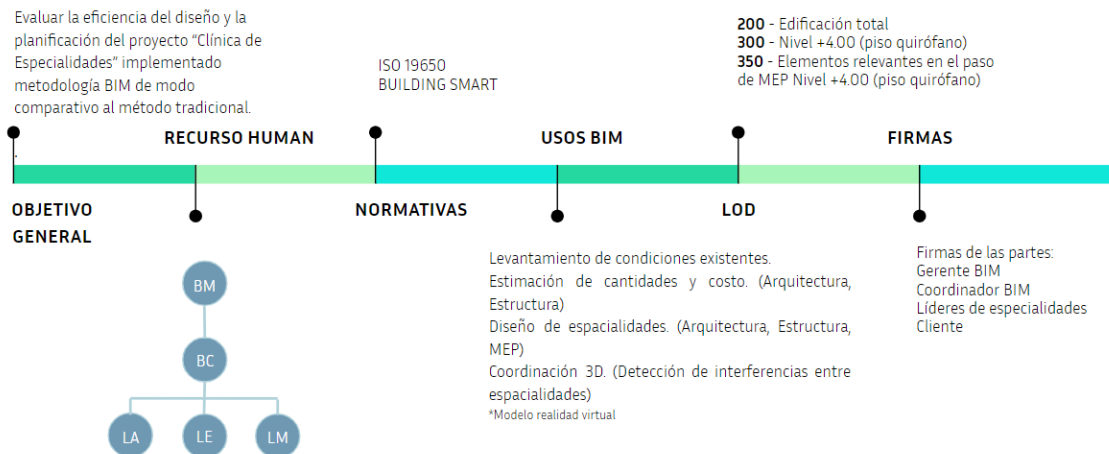 Evaluar la eficiencia del diseño y la
planificación del proyecto “Clínica de
Especialidades” implementado
metodología BIM de modo
comparativo al método tradicional.
.
OBJETIVO
GENERAL
RECURSO HUMAN
BM
BC
LA
LE
LM
ISO 19650
BUILDING SMART
NORMATIVAS
USOS BIM
Levantamiento de condiciones existentes.
Estimación de cantidades y costo. (Arquitectura,
Estructura)
Diseño de espacialidades. (Arquitectura, Estructura,
MEP)
Coordinación 3D. (Detección de interferencias entre
espacialidades)
*Modelo realidad virtual
200 - Edificación total
300 - Nivel +4.00 (piso quirófano)
350 - Elementos relevantes en el paso
de MEP Nivel +4.00 (piso quirófano)
LOD
FIRMAS
Firmas de las partes:
Gerente BIM
Coordinador BIM
Líderes de especialidades
Cliente